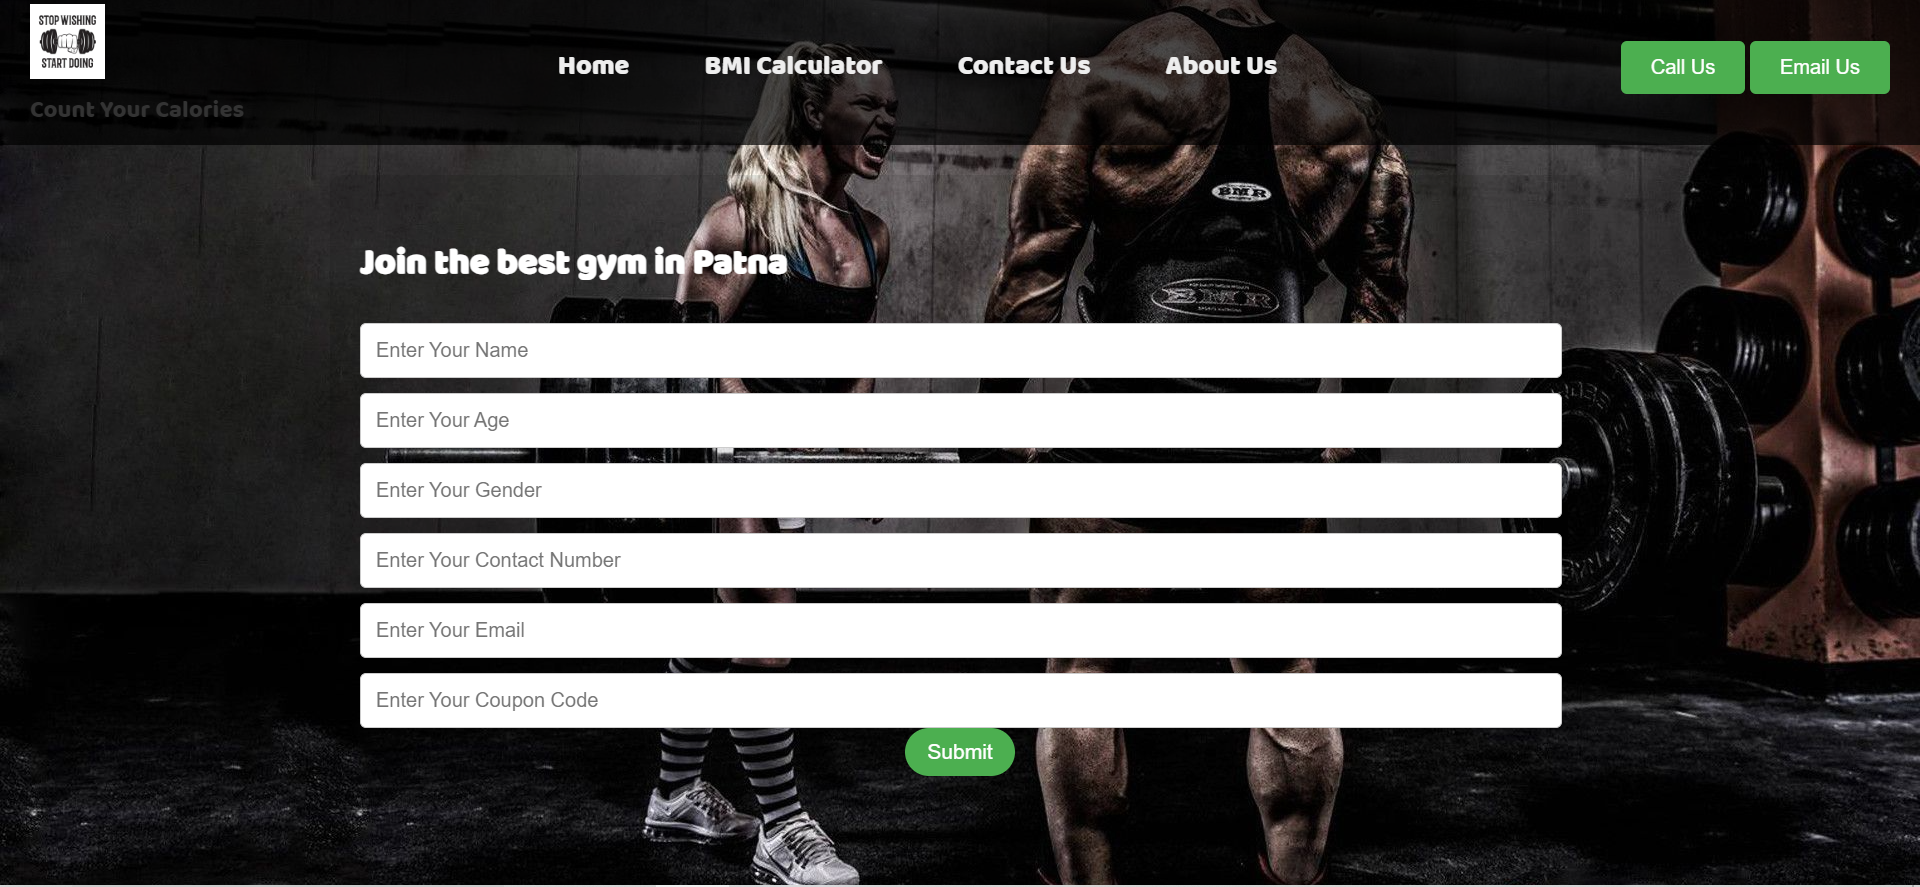 STOP WISHING
START DOING
Count Your Calories
Home
BMI Calculator
Contact Us
About Us
Call Us
Email Us
BMR
Join the best gym in Patna
BMR
Enter Your Name
Enter Your Age
Enter Your Gender
Enter Your Contact Number
Enter Your Email
Enter Your Coupon Code
Submit